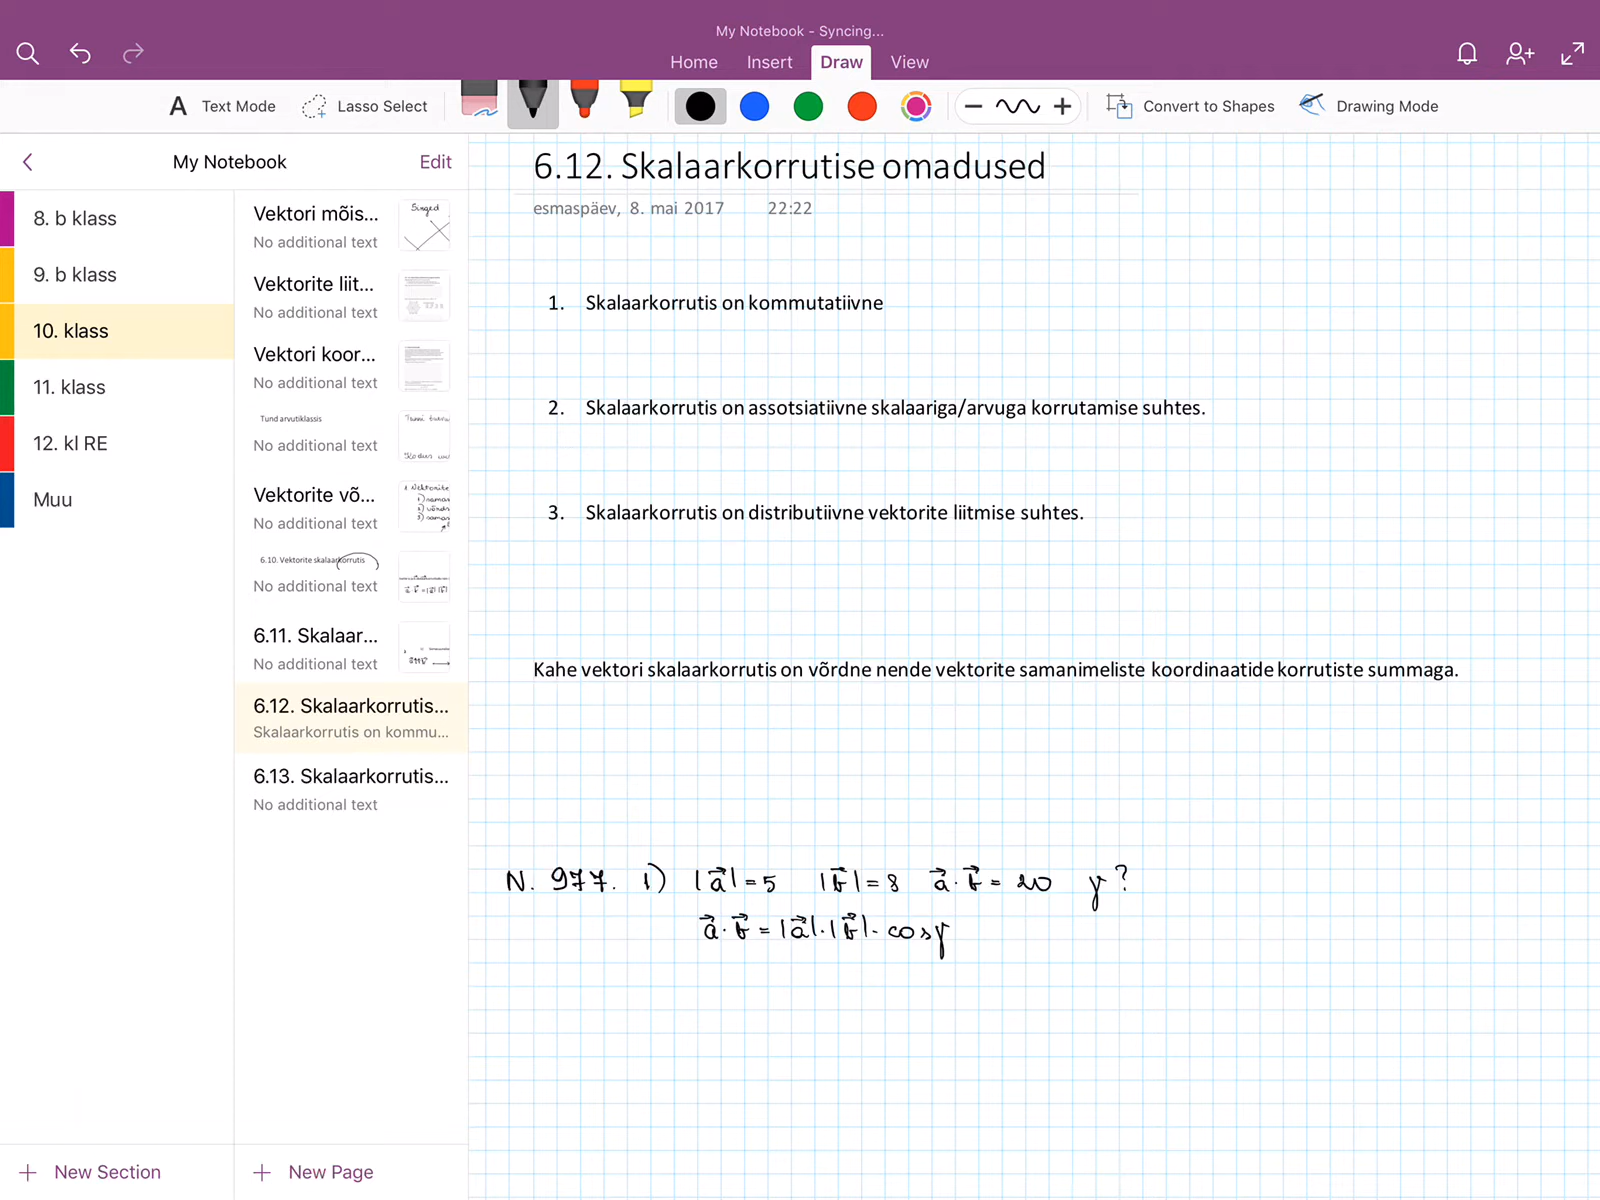 My Notebook - Syncing...
Home Insert Draw View
A Text Mode Lasso Select Convert to Shapes Drawing Mode
My Notebook Edit
8. b klass
9. b klass
10. klass
11. klass
12. kl RE
Muu
New Section
Vektori mõis...
No additional text
Singed
Vektorite liit...
No additional text
Vektori koor...
No additional text
Tund arvutiklassis
No additional text
Vektorite võ...
No additional text
6.10. Vektorite skalaarkorrutis
No additional text
6.11. Skalaar...
No additional text
6.12. Skalaarkorrutis...
Skalaarkorrutis on kommu...
6.13. Skalaarkorrutis...
No additional text
New Page
6.12. Skalaarkorrutise omadused
esmaspäev, 8. mai 2017 22:22
1. Skalaarkorrutis on kommutatiivne
2. Skalaarkorrutis on assotsiatiivne skalaariga/arvuga korrutamise suhtes.
3. Skalaarkorrutis on distributiivne vektorite liitmise suhtes.
Kahe vektori skalaarkorrutis on võrdne nende vektorite samanimeliste koordinaatide korrutiste summaga.
N. 977. 1) |a⃗| = 5 |b⃗| = 8 a⃗ · b⃗ = 20 γ ?
a⃗ · b⃗ = |a⃗| · |b⃗| · cos γ